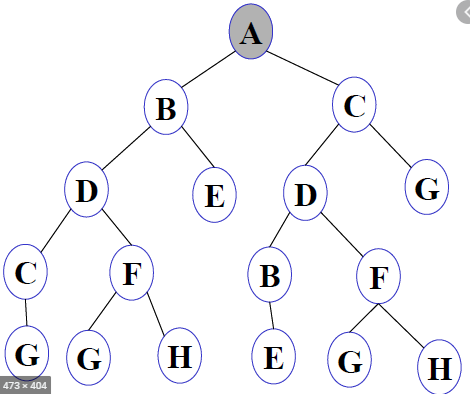 A
B C
D E D G
C F B F
G G H E G H
473 × 404